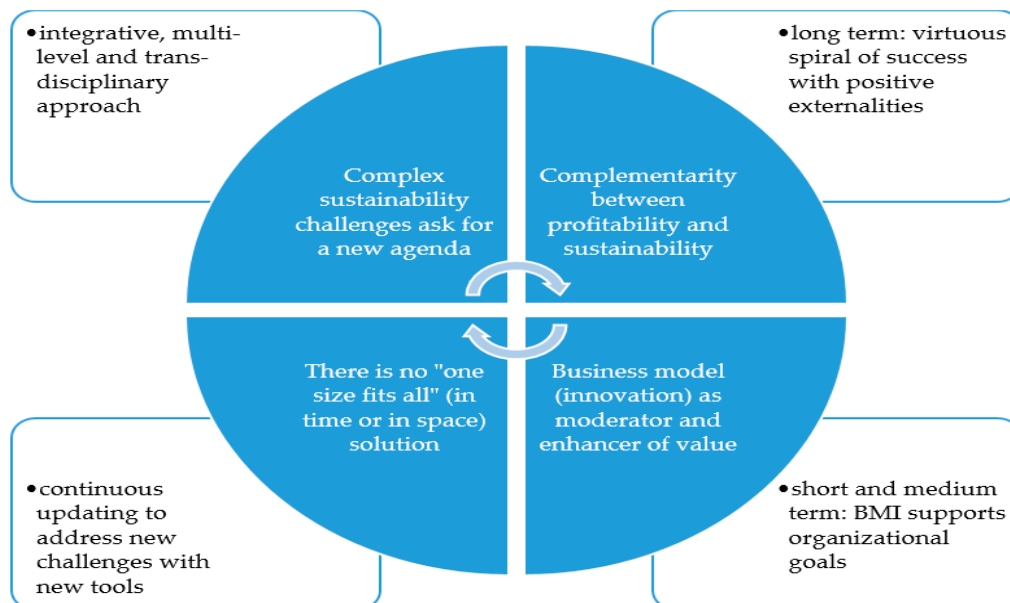 •integrative, multi-
level and trans-
disciplinary
approach
•long term: virtuous
spiral of success
with positive
externalities
Complex
sustainability
challenges ask for
a new agenda
Complementarity
between
profitability and
sustainability
There is no "one
size fits all" (in
time or in space)
solution
Business model
(innovation) as
moderator and
enhancer of value
•continuous
updating to
address new
challenges with
new tools
•short and medium
term: BMI supports
organizational
goals